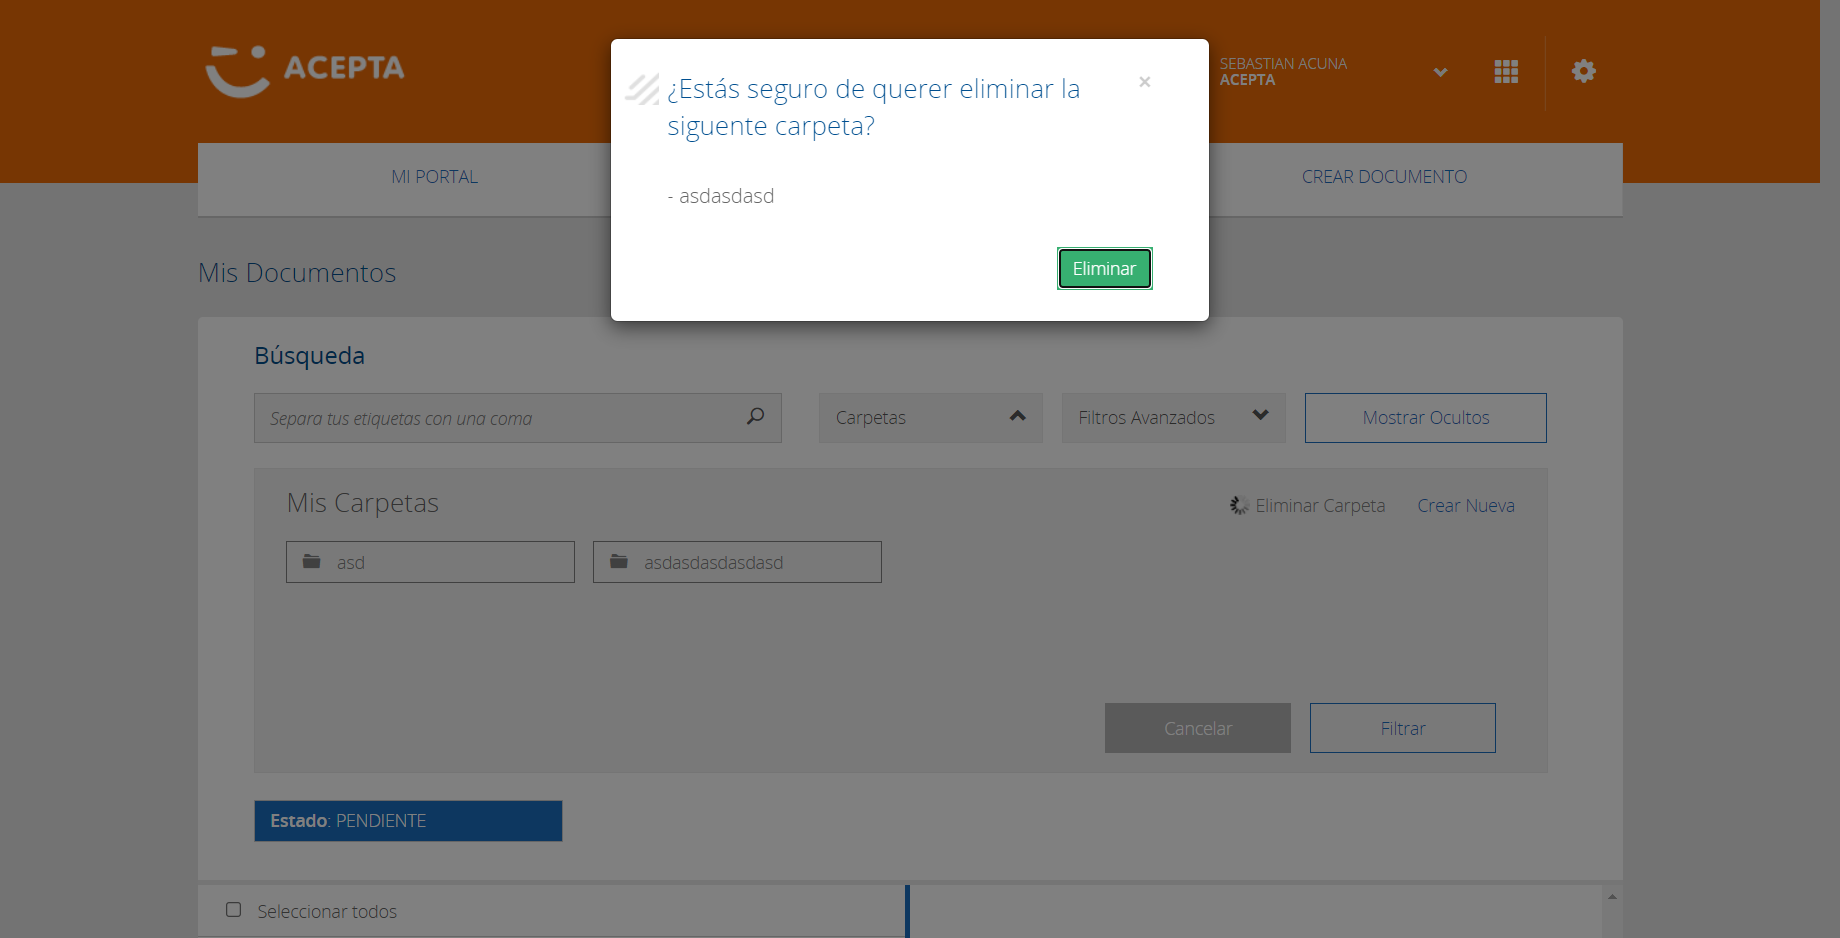 ACEPTA
SEBASTIAN ACUNA
ACEPTA
¿Estás seguro de querer eliminar la
siguente carpeta?
×
- asdasdasd
Eliminar
MI PORTAL
CREAR DOCUMENTO
Mis Documentos
Búsqueda
Separa tus etiquetas con una coma
Carpetas
Filtros Avanzados
Mostrar Ocultos
Mis Carpetas
Eliminar Carpeta
Crear Nueva
asd
asdasdasdasdasd
Cancelar
Filtrar
Estado: PENDIENTE
Seleccionar todos